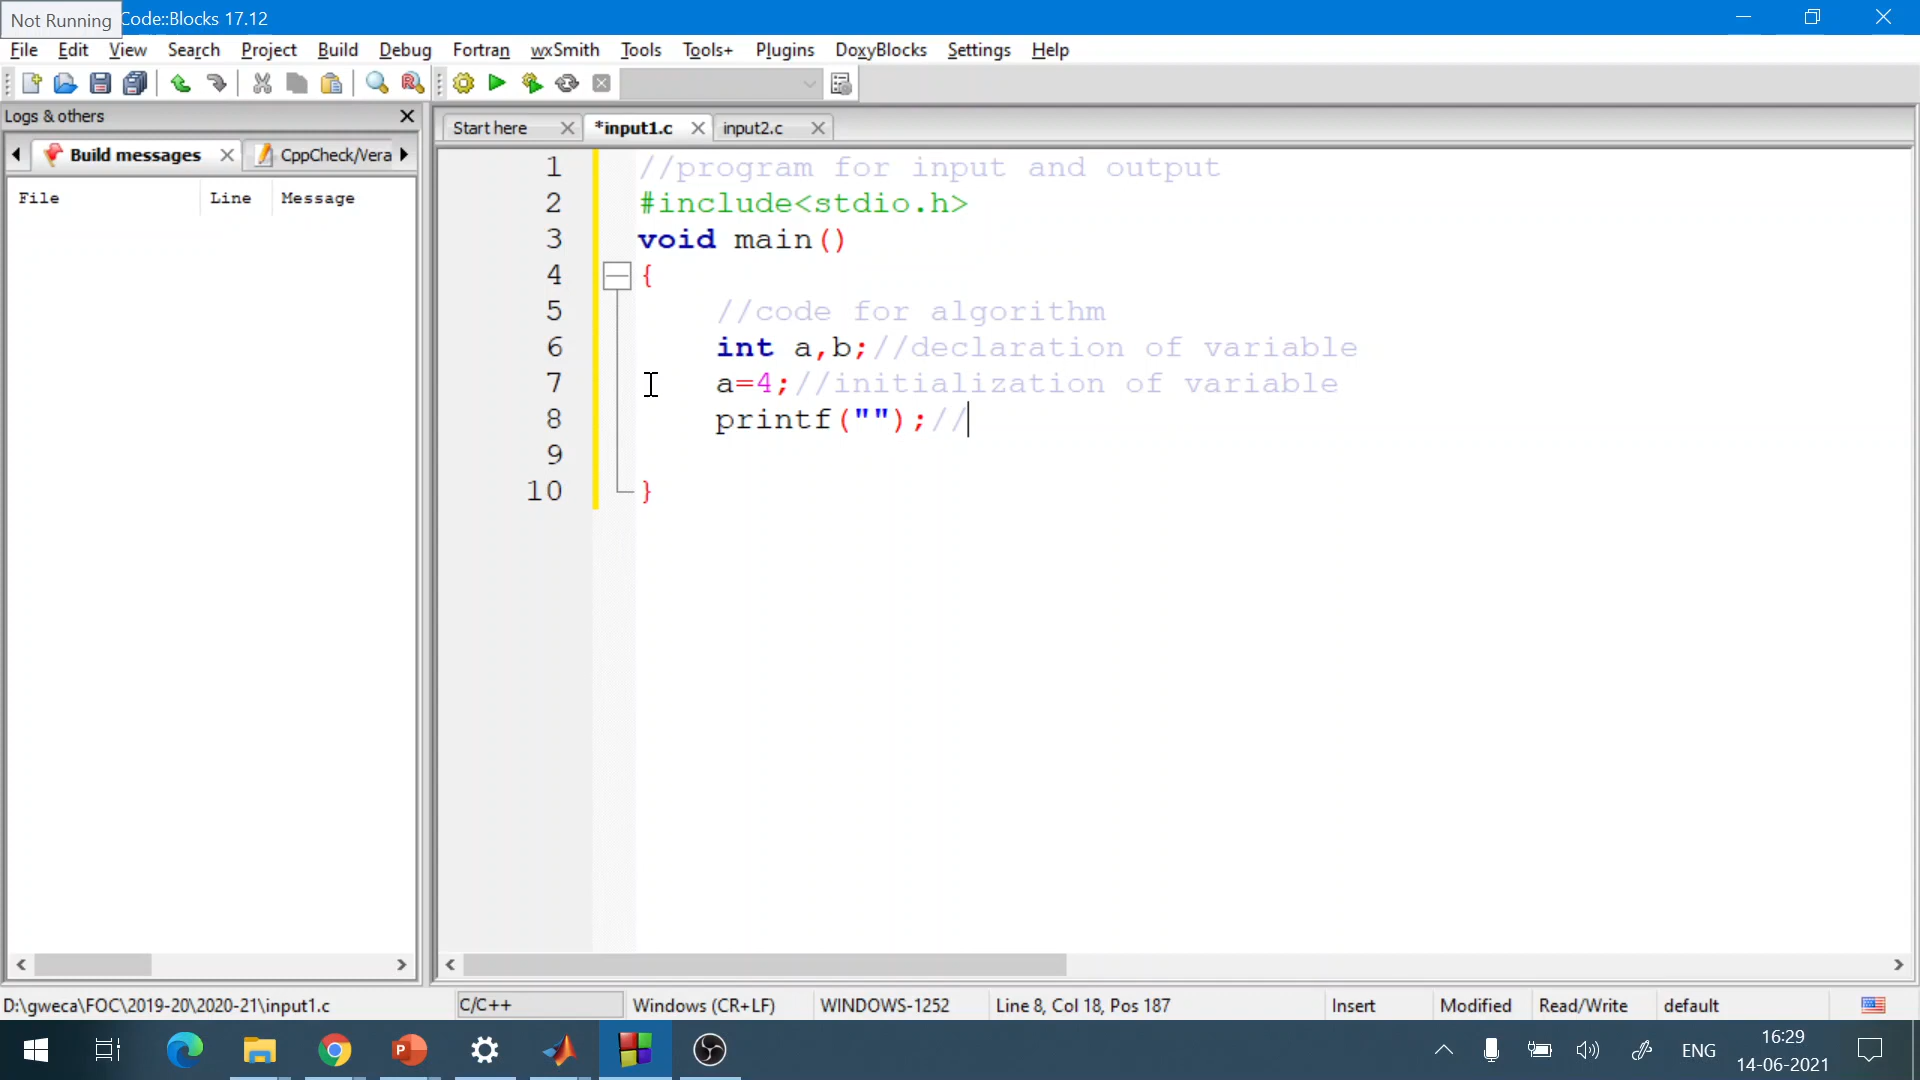 Not Running
Code::Blocks 17.12
File Edit View Search Project Build Debug Fortran wxSmith Tools Tools+ Plugins DoxyBlocks Settings Help
Logs & others
Start here *input1.c input2.c
Build messages CppCheck/Vera
File Line Message
1 //program for input and output
2 #include<stdio.h>
3 void main()
4 {
5 //code for algorithm
6 int a,b;//declaration of variable
7 a=4;//initialization of variable
8 printf("");//
9
10 }
D:\gweca\FOC\2019-20\2020-21\input1.c C/C++ Windows (CR+LF) WINDOWS-1252 Line 8, Col 18, Pos 187 Insert Modified Read/Write default
ENG
16:29
14-06-2021